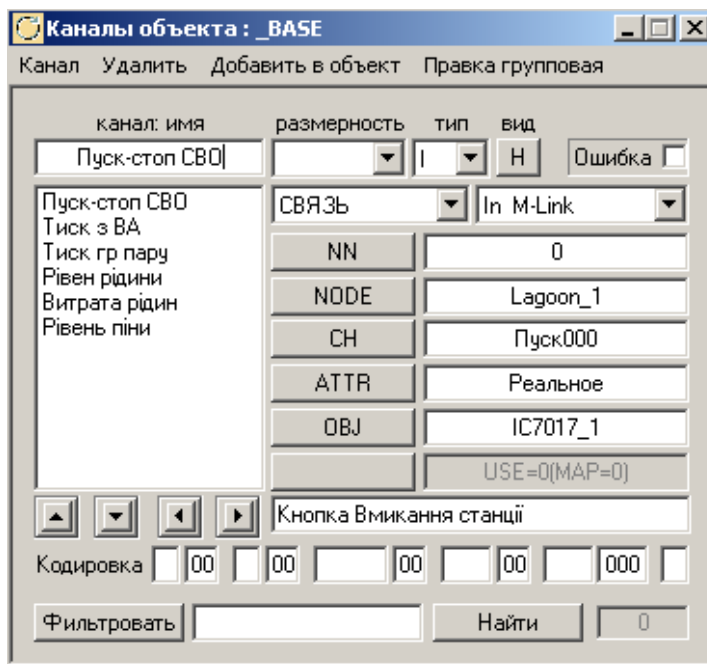 Каналы объекта : _BASE
Канал Удалить Добавить в объект Правка групповая
канал: имя размерность тип вид
Пуск-стоп СВО I Н Ошибка
Пуск-стоп СВО
Тиск з ВА
Тиск гр пару
Рівен рідини
Витрата рідин
Рівень піни
СВЯЗЬ In M-Link
NN 0
NODE Lagoon_1
CH Пуск000
ATTR Реальное
OBJ IC7017_1
USE=0(MAP=0)
Кнопка Вмикання станції
Кодировка 00 00 00 00 000
Фильтровать Найти 0